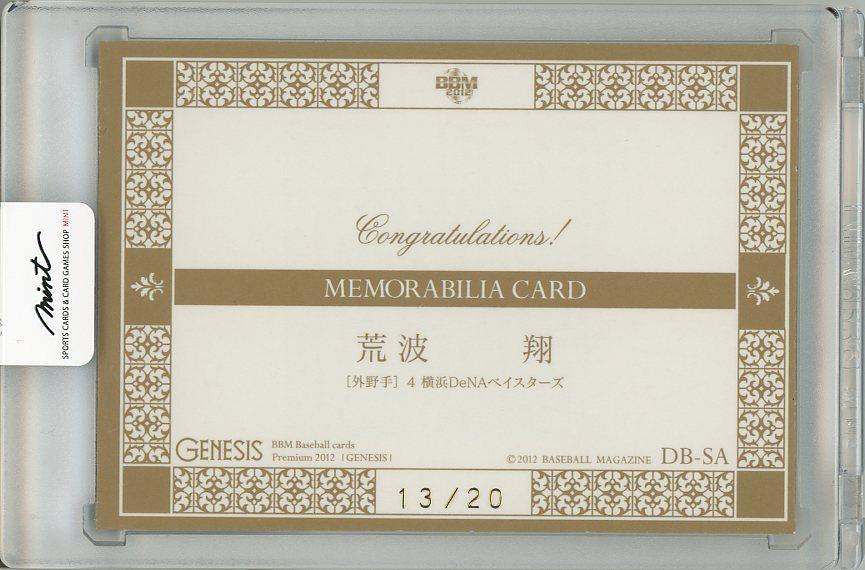 BBM
2012
Congratulations!
MEMORABILIA CARD
荒波 翔
［外野手］4 横浜DeNAベイスターズ
GENESIS
BBM Baseball cards
Premium 2012［GENESIS］
©2012 BASEBALL MAGAZINE DB-SA
13/20
mint
SPORTS CARDS & CARD GAMES SHOP MINT